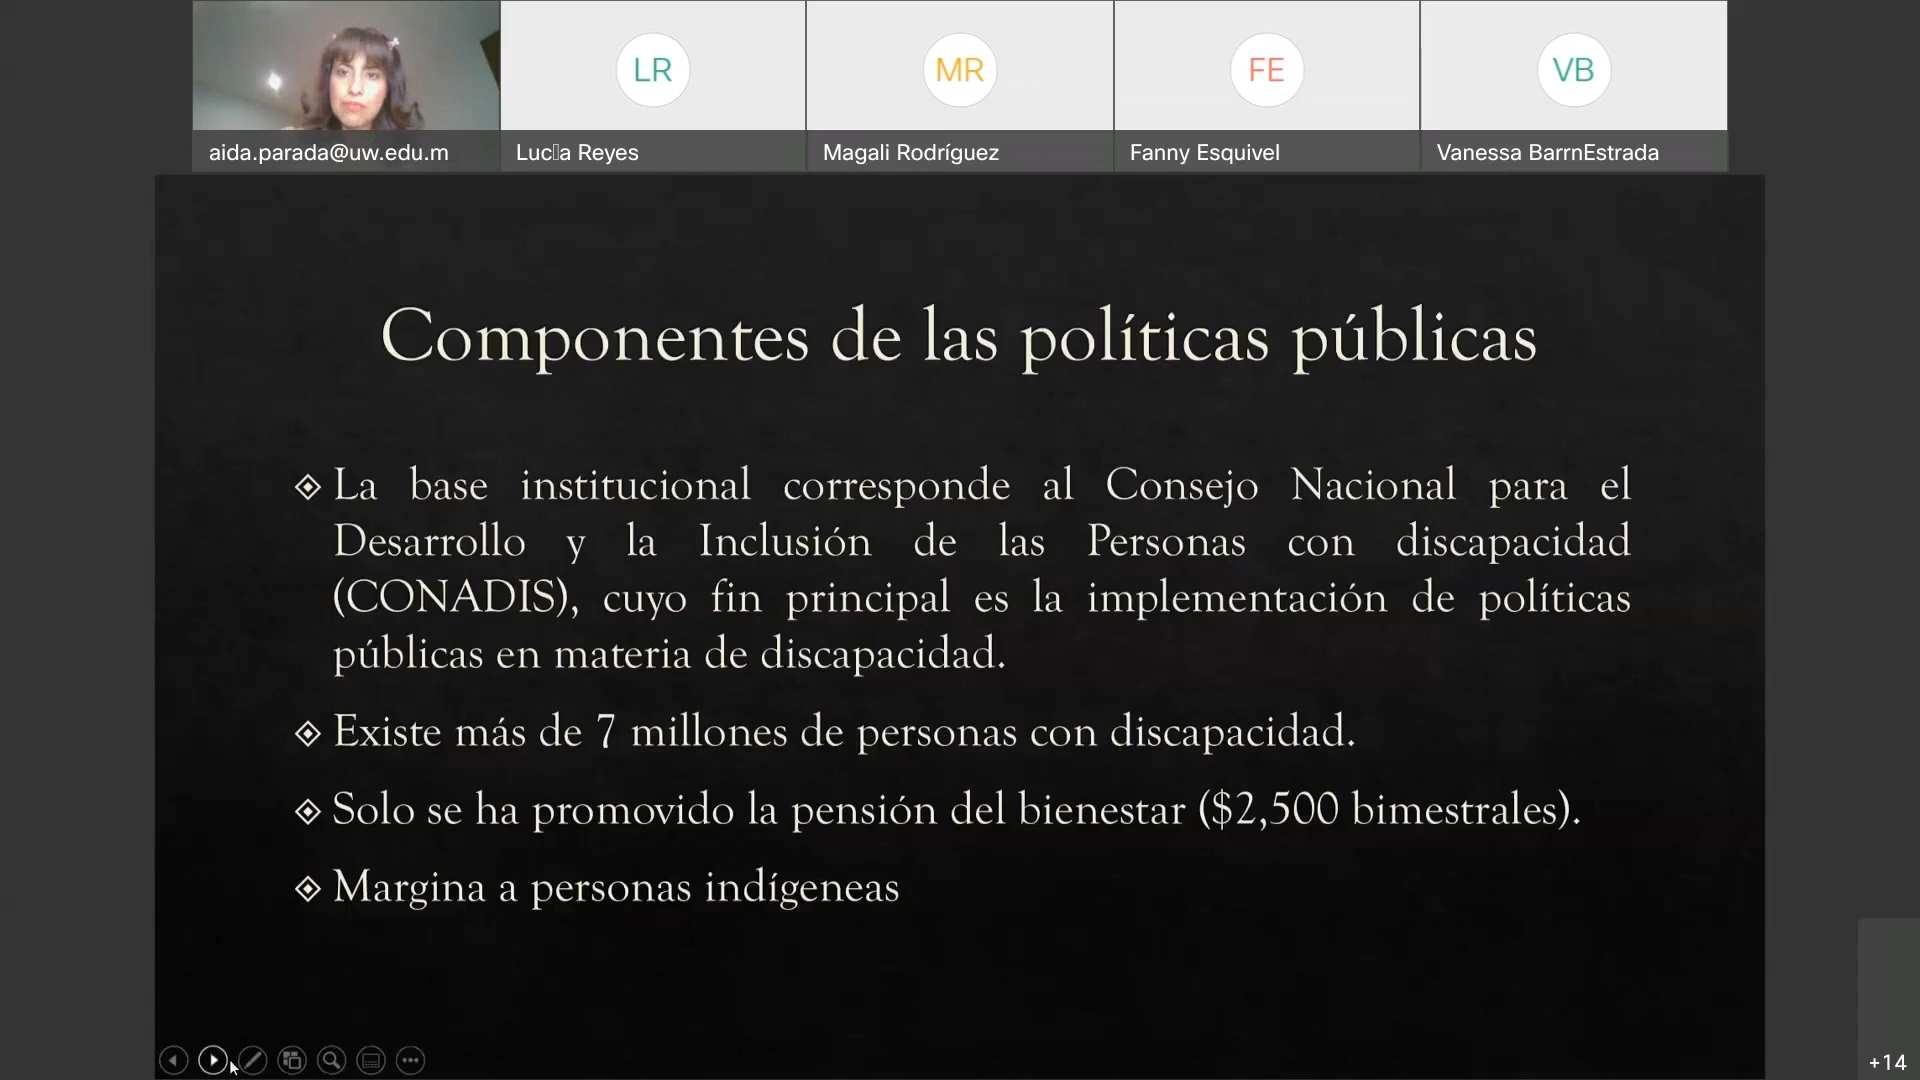 LR
MR
FE
VB
aida.parada@uw.edu.m
Luc▯a Reyes
Magali Rodríguez
Fanny Esquivel
Vanessa BarrnEstrada
Componentes de las políticas públicas
La base institucional corresponde al Consejo Nacional para el
Desarrollo y la Inclusión de las Personas con discapacidad
(CONADIS), cuyo fin principal es la implementación de políticas
públicas en materia de discapacidad.
Existe más de 7 millones de personas con discapacidad.
Solo se ha promovido la pensión del bienestar ($2,500 bimestrales).
Margina a personas indígeneas
+14